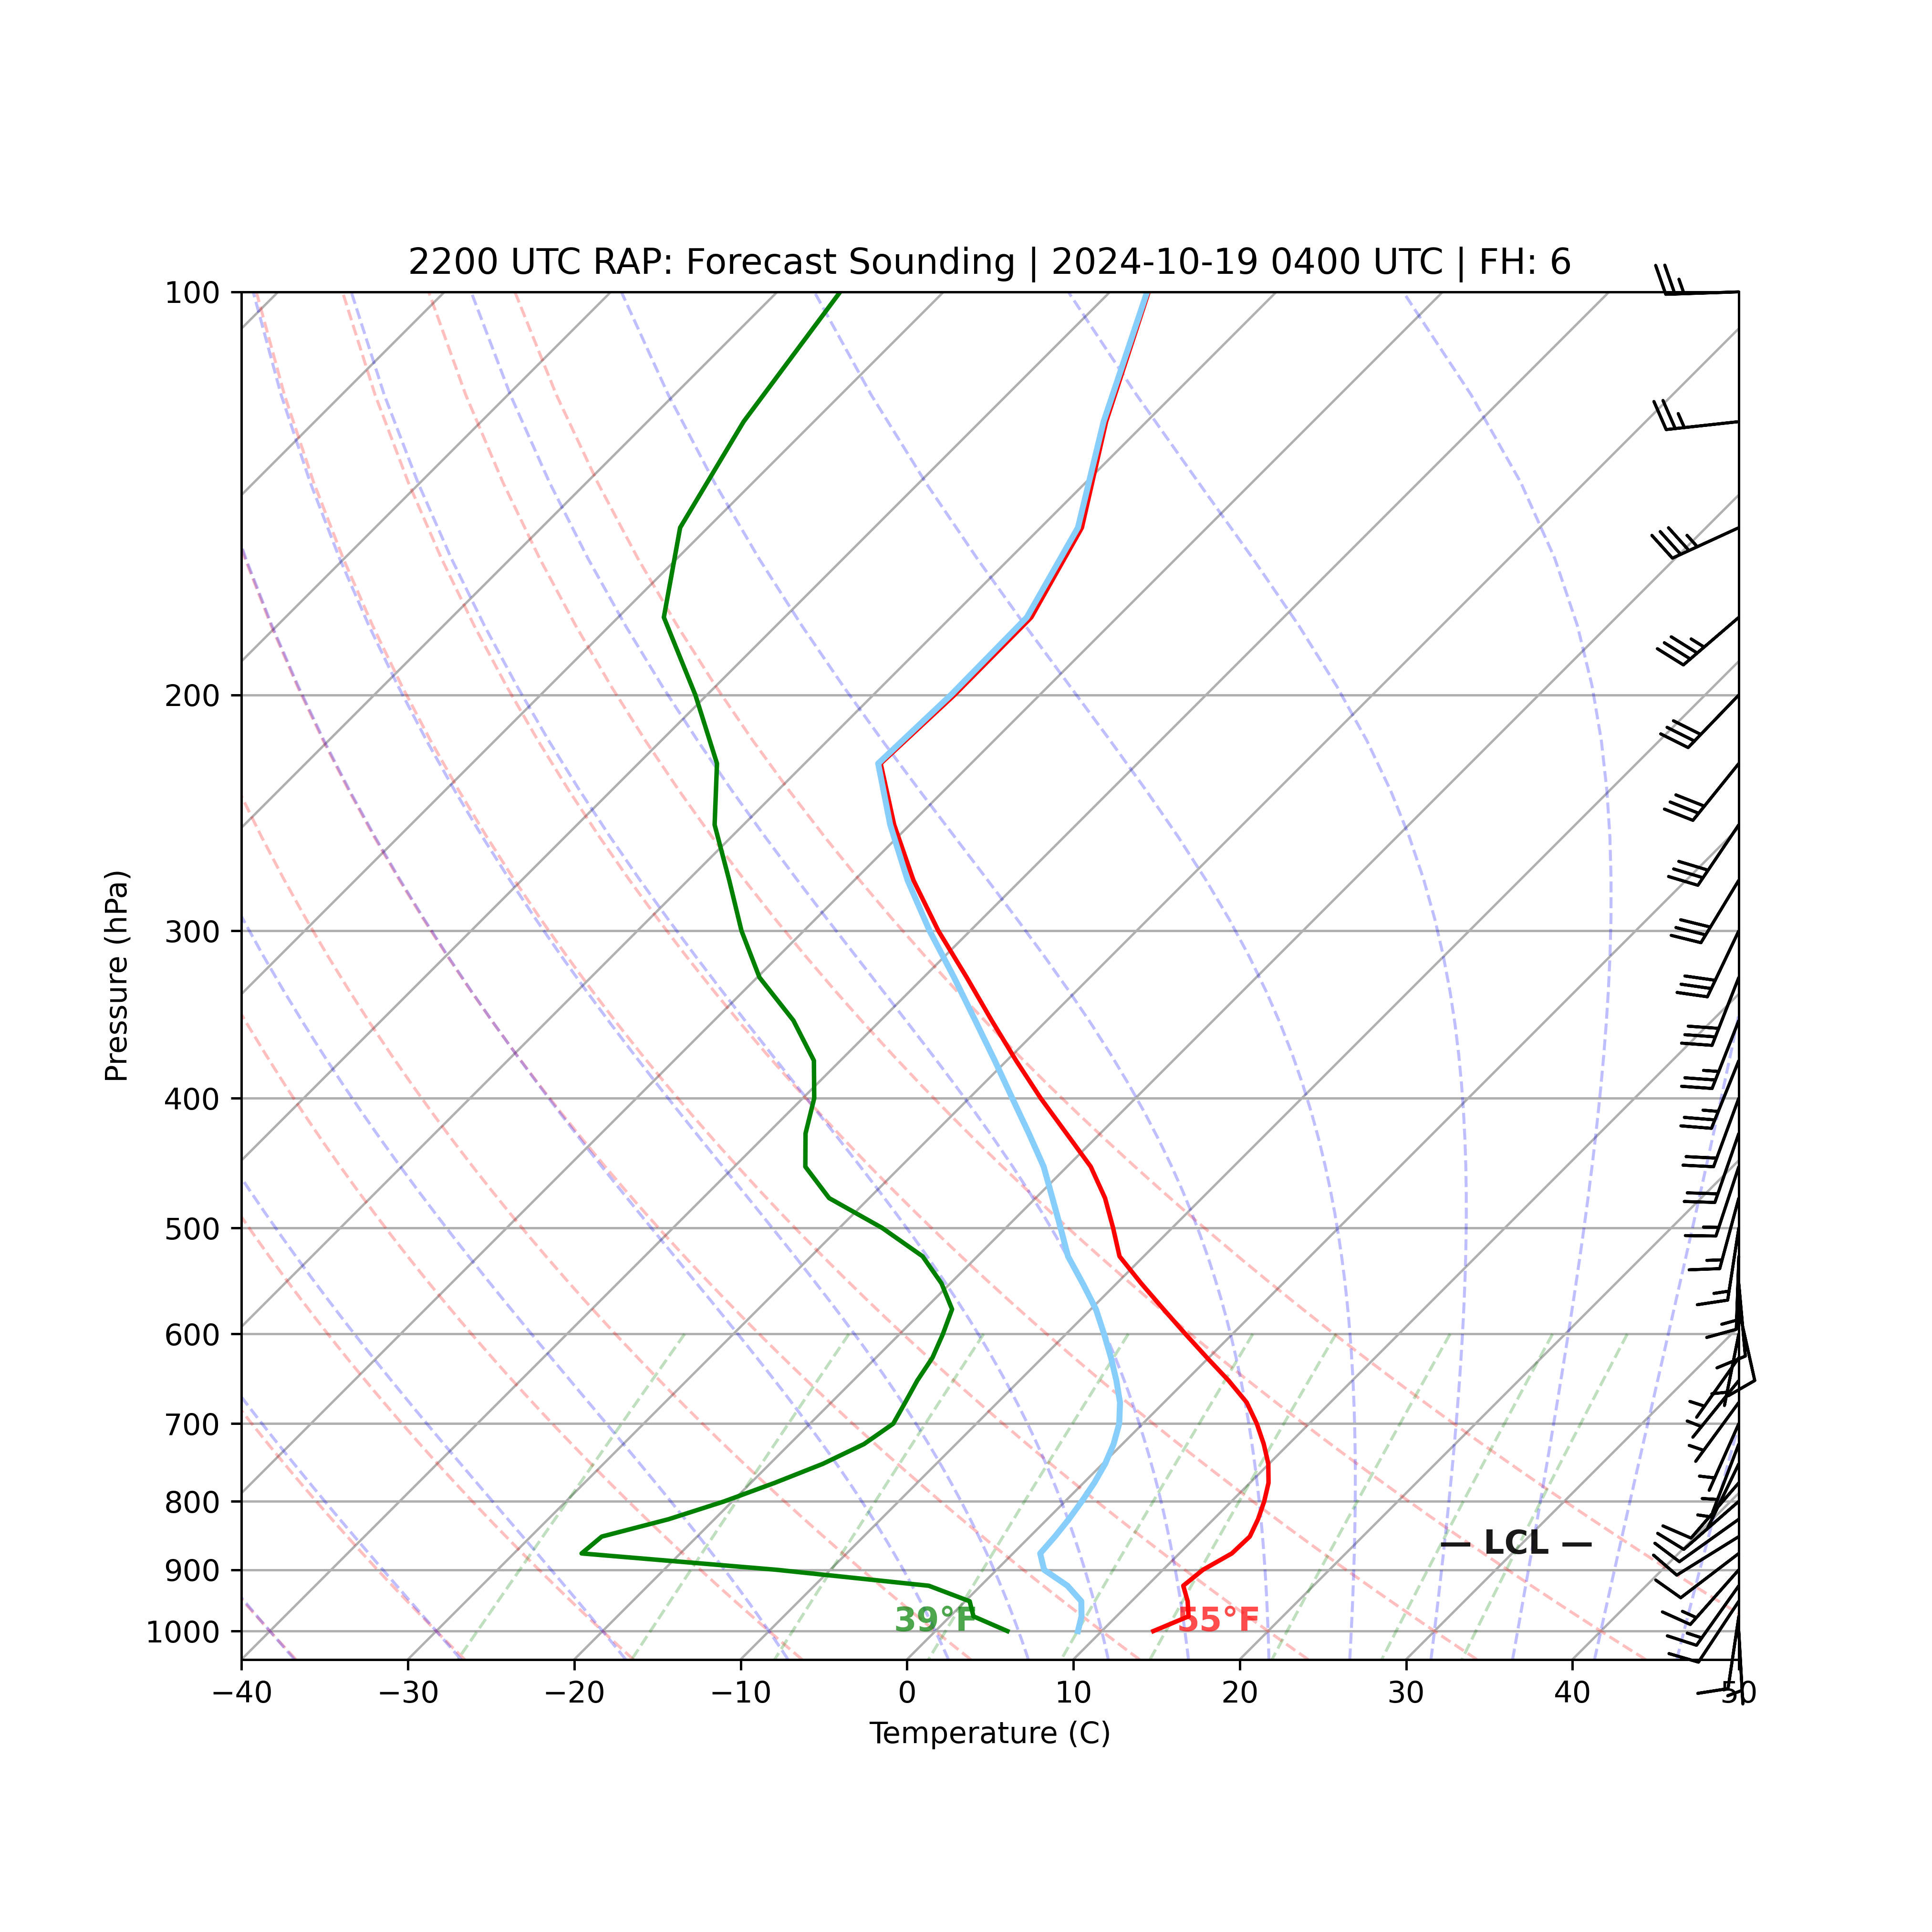 2200 UTC RAP: Forecast Sounding | 2024-10-19 0400 UTC | FH: 6
100
200
300
400
500
600
700
800
900
1000
Pressure (hPa)
— LCL —
39°F
55°F
−40 −30 −20 −10 0 10 20 30 40 50
Temperature (C)